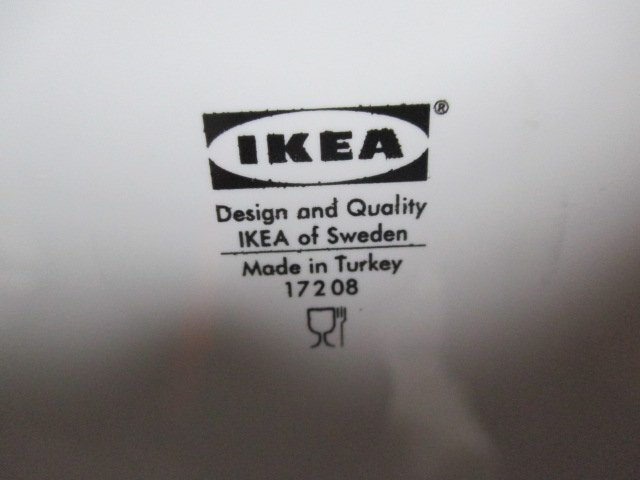 IKEA®
Design and Quality
IKEA of Sweden
Made in Turkey
17208